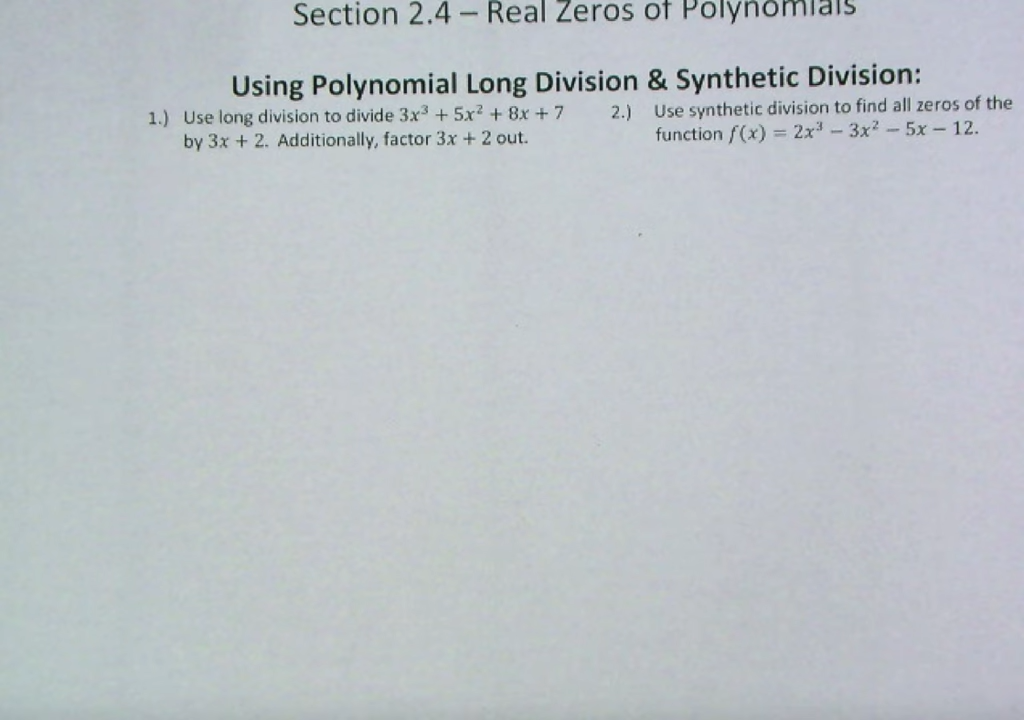 Section 2.4 – Real Zeros of Polynomials
Using Polynomial Long Division & Synthetic Division:
1.) Use long division to divide 3x³ + 5x² + 8x + 7
by 3x + 2. Additionally, factor 3x + 2 out.
2.) Use synthetic division to find all zeros of the
function f(x) = 2x³ − 3x² − 5x − 12.